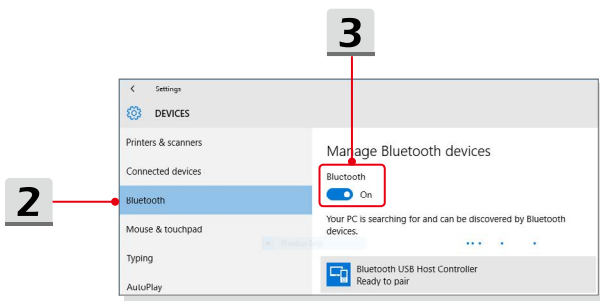 3
Settings
DEVICES
Printers & scanners
Manage Bluetooth devices
Connected devices
Bluetooth
On
2
Bluetooth
Your PC is searching for and can be discovered by Bluetooth
devices.
Mouse & touchpad
Typing
Bluetooth USB Host Controller
Ready to pair
AutoPlay